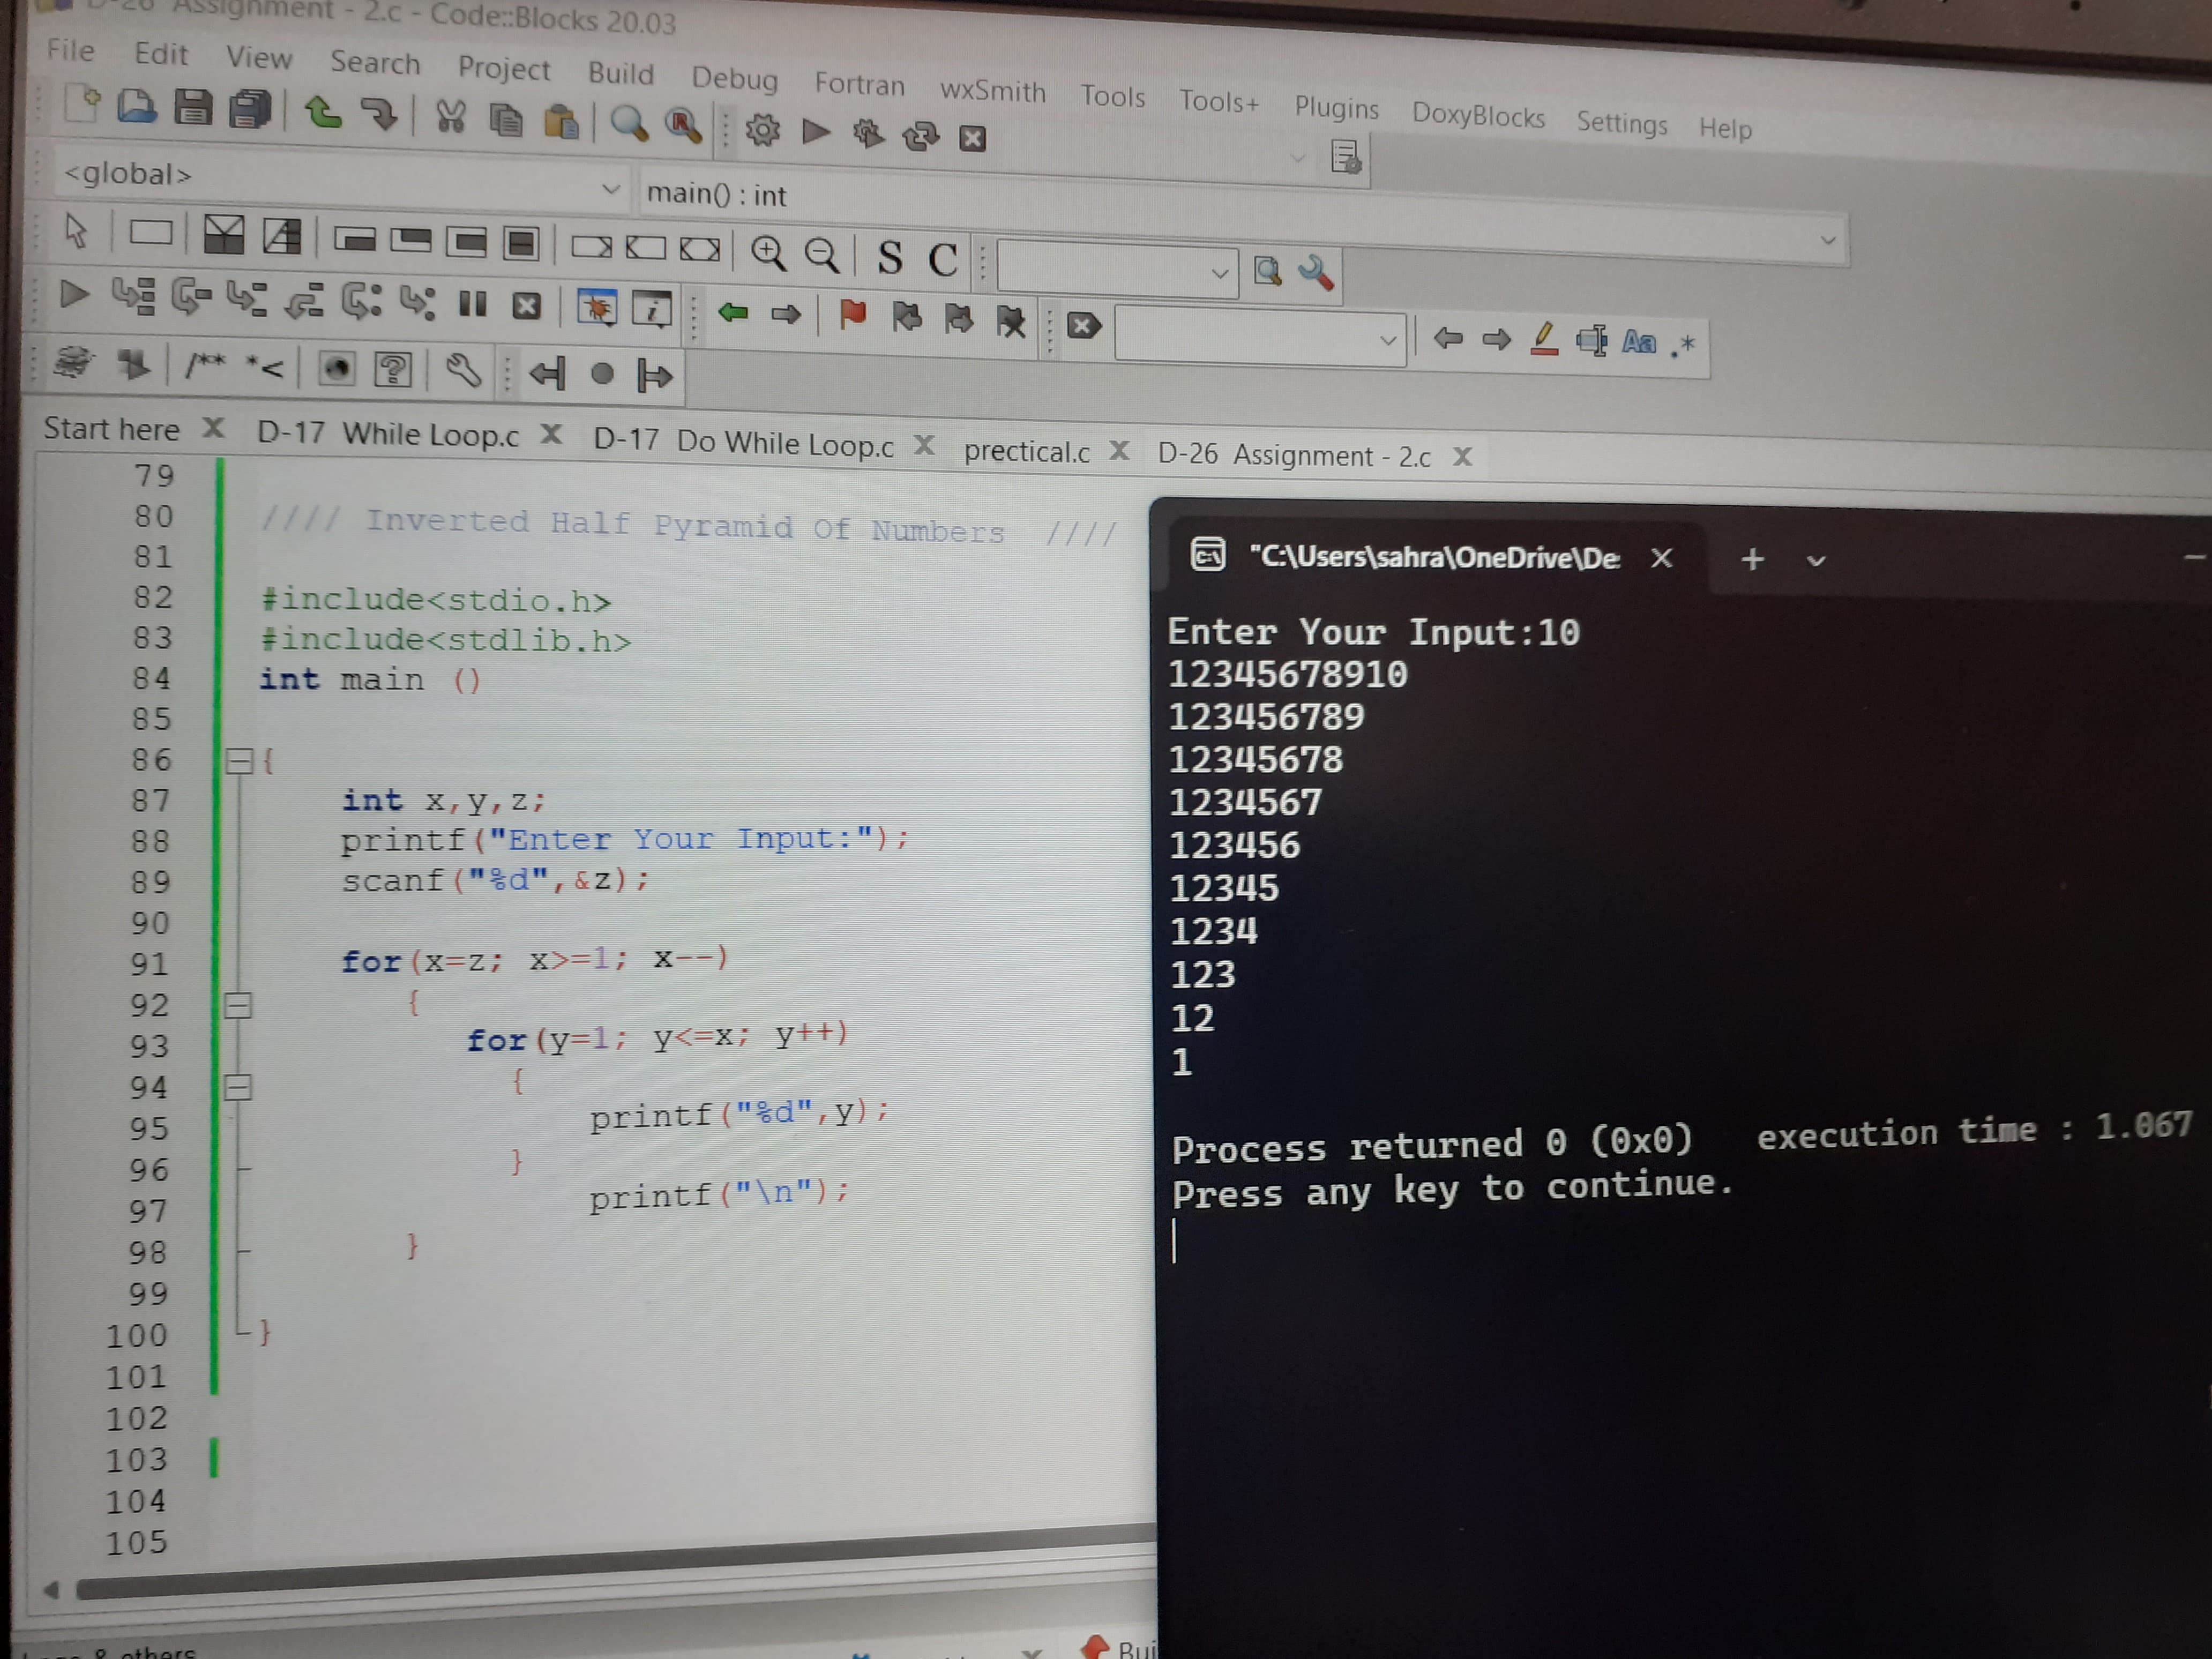 Assignment - 2.c - Code::Blocks 20.03
File Edit View Search Project Build Debug Fortran wxSmith Tools Tools+ Plugins DoxyBlocks Settings Help
<global> main() : int
S C
/** *<
Aa .*
Start here X D-17 While Loop.c X D-17 Do While Loop.c X prectical.c X D-26 Assignment - 2.c X
79
80 //// Inverted Half Pyramid Of Numbers ////
81
82 #include<stdio.h>
83 #include<stdlib.h>
84 int main ()
85
86 {
87 int x,y,z;
88 printf("Enter Your Input:");
89 scanf("%d",&z);
90
91 for(x=z; x>=1; x--)
92 {
93 for(y=1; y<=x; y++)
94 {
95 printf("%d",y);
96 }
97 printf("\n");
98 }
99
100 }
101
102
103
104
105
"C:\Users\sahra\OneDrive\De:
Enter Your Input:10
12345678910
123456789
12345678
1234567
123456
12345
1234
123
12
1
Process returned 0 (0x0) execution time : 1.067
Press any key to continue.
& others